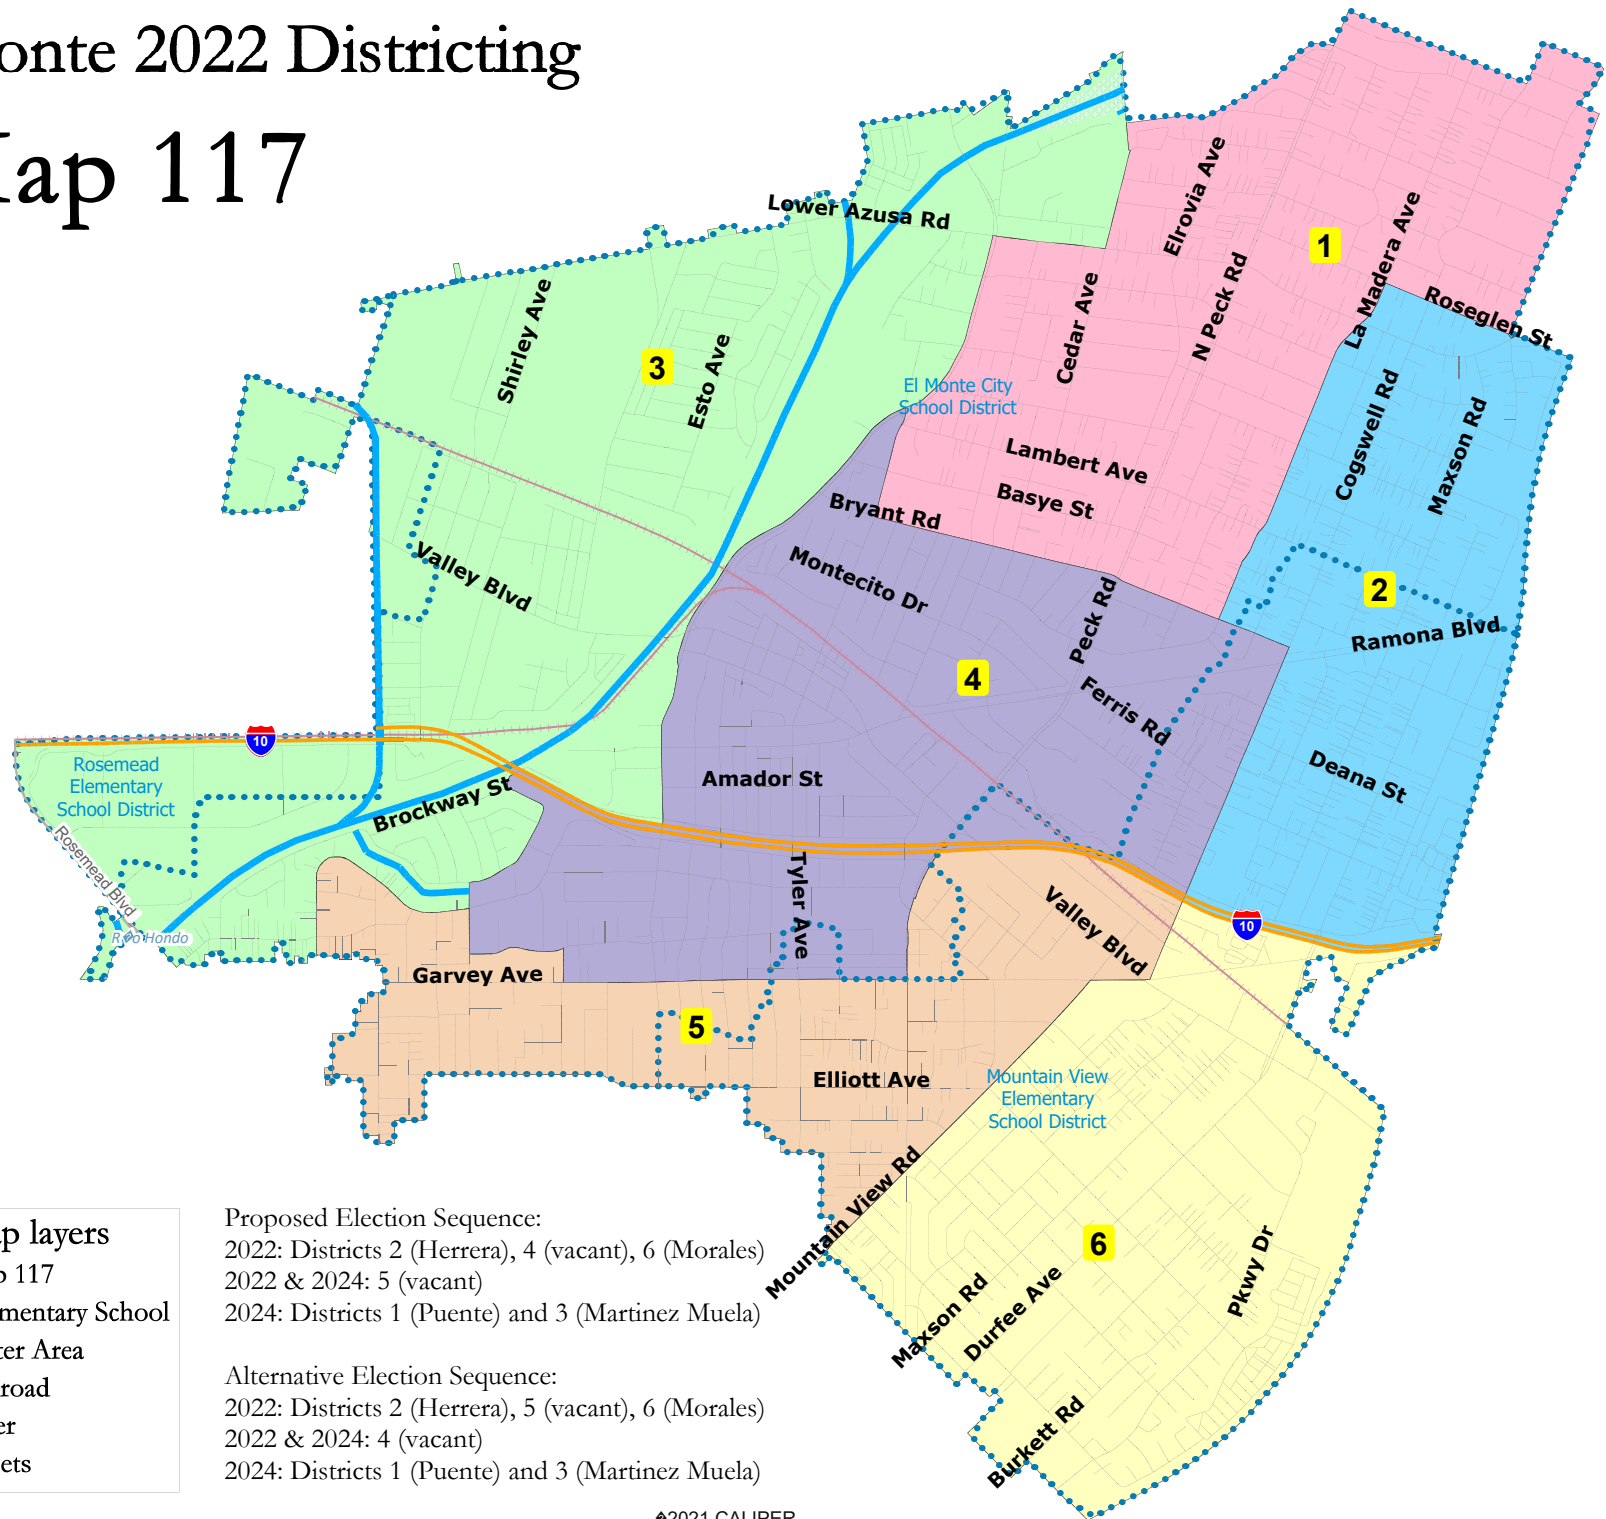 onte 2022 Districting
Map 117
Lower Azusa Rd
Elrovia Ave
1
La Madera Ave
N Peck Rd
Cedar Ave
Roseglen St
Shirley Ave
3
Esto Ave
El Monte City
School District
Cogswell Rd
Maxson Rd
Lambert Ave
Basye St
Bryant Rd
Valley Blvd
Montecito Dr
Peck Rd
2
Ramona Blvd
4
Ferris Rd
10
Rosemead
Elementary
School District
Amador St
Deana St
Brockway St
Rosemead Blvd
Tyler Ave
Valley Blvd
10
R�o Hondo
Garvey Ave
5
Elliott Ave
Mountain View
Elementary
School District
Mountain View Rd
6
Pkwy Dr
Maxson Rd
Durfee Ave
Burkett Rd
p layers
p 117
mentary School
ter Area
road
er
ets
Proposed Election Sequence:
2022: Districts 2 (Herrera), 4 (vacant), 6 (Morales)
2022 & 2024: 5 (vacant)
2024: Districts 1 (Puente) and 3 (Martinez Muela)
Alternative Election Sequence:
2022: Districts 2 (Herrera), 5 (vacant), 6 (Morales)
2022 & 2024: 4 (vacant)
2024: Districts 1 (Puente) and 3 (Martinez Muela)
�2021 CALIPER